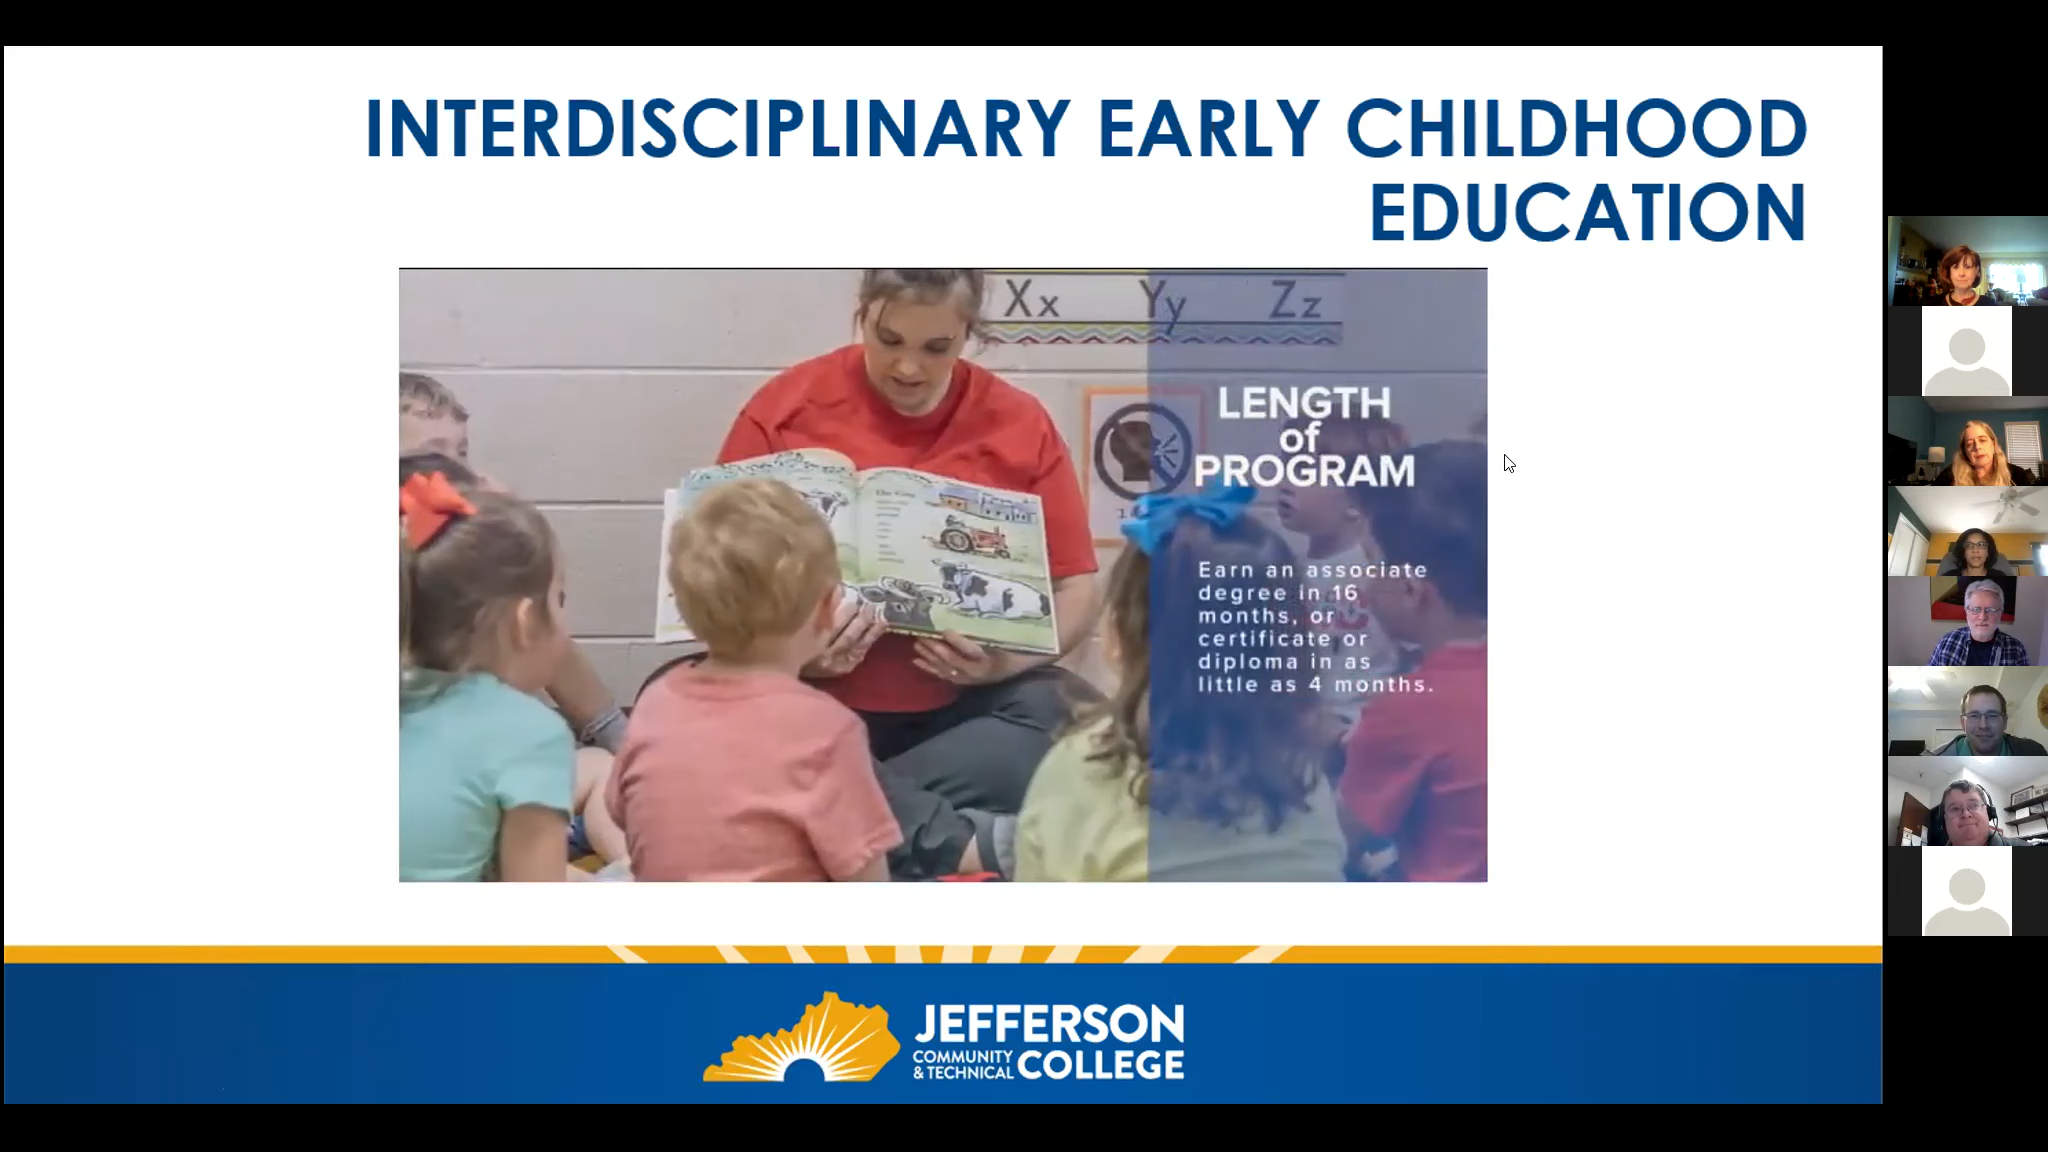 INTERDISCIPLINARY EARLY CHILDHOOD
EDUCATION
Xx Yy Zz
LENGTH
of
PROGRAM
Earn an associate
degree in 16
months, or
certificate or
diploma in as
little as 4 months.
JEFFERSON
COMMUNITY
& TECHNICAL COLLEGE